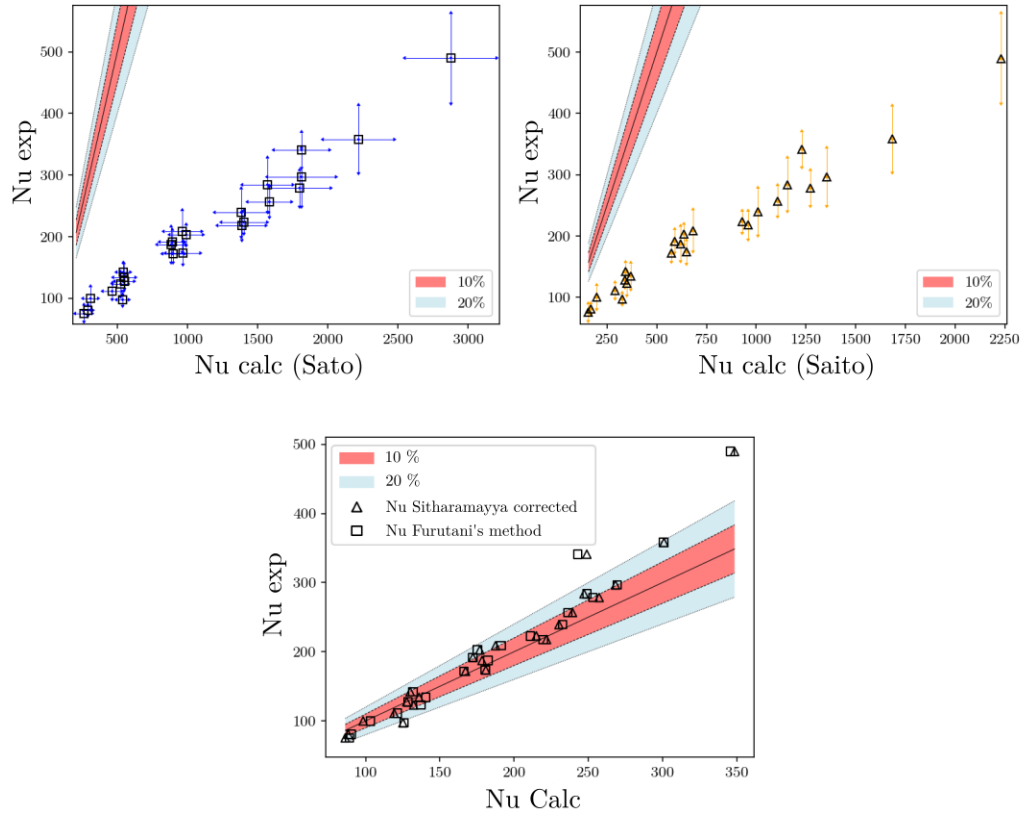 500
400
300
200
100
Nu exp
10%
20%
500 1000 1500 2000 2500 3000
Nu calc (Sato)
500
400
300
200
100
Nu exp
10%
20%
250 500 750 1000 1250 1500 1750 2000 2250
Nu calc (Saito)
500
400
300
200
100
Nu exp
10 %
20 %
Nu Sitharamayya corrected
Nu Furutani's method
100 150 200 250 300 350
Nu Calc